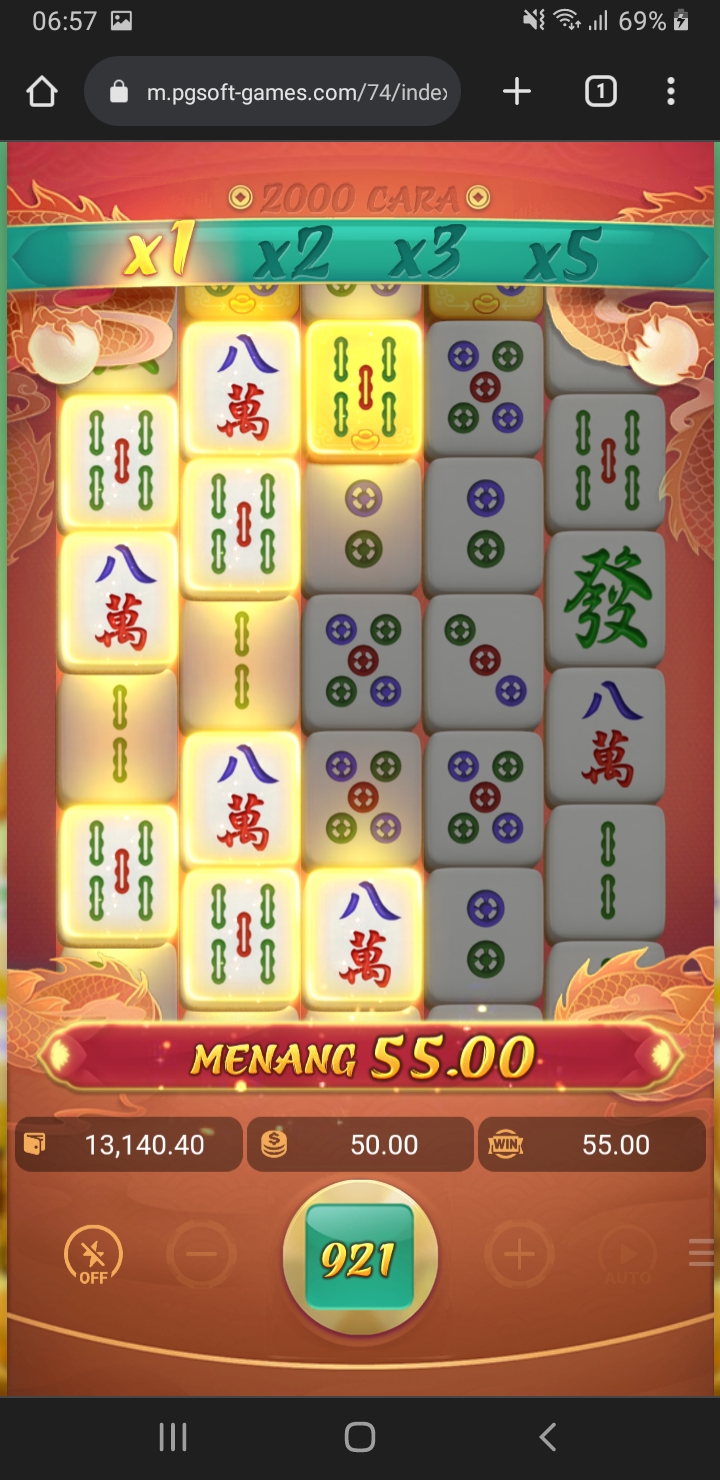 06:57
69%
m.pgsoft-games.com/74/index
1
2000 CARA
x1 x2 x3 x5
八萬
八萬
發
八萬
八萬
八萬
MENANG 55.00
13,140.40
50.00
WIN 55.00
921
OFF
AUTO